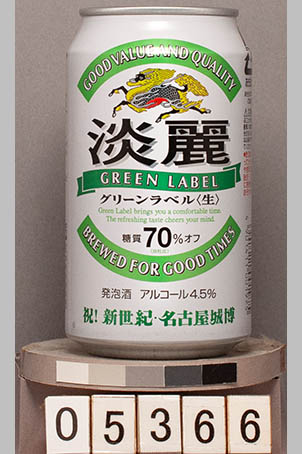 GOOD VALUE AND QUALITY
淡麗
GREEN LABEL
グリーンラベル〈生〉
Green Label brings you a comfortable time.
The refreshing taste cheers your mind.
糖質70%オフ
BREWED FOR GOOD TIMES
発泡酒 アルコール4.5%
祝! 新世紀・名古屋城博
05366